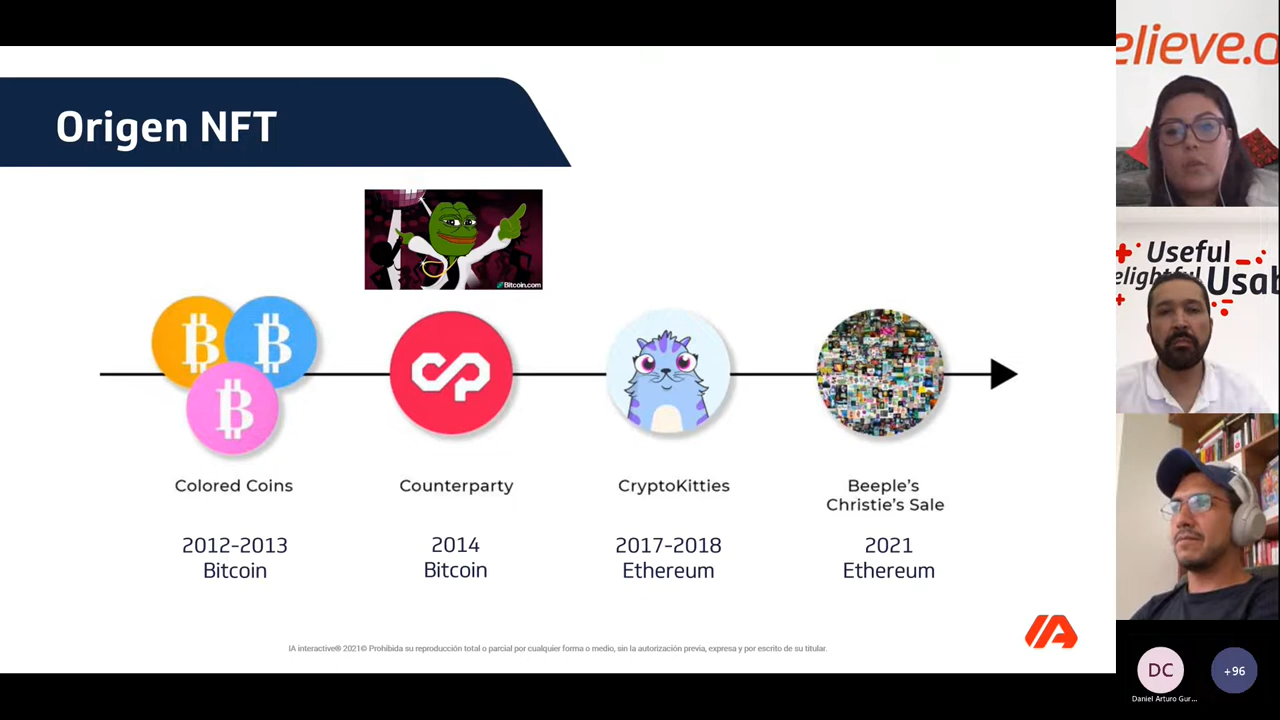 Origen NFT
Bitcoin.com
Colored Coins
Counterparty
CryptoKitties
Beeple's
Christie's Sale
2012-2013
Bitcoin
2014
Bitcoin
2017-2018
Ethereum
2021
Ethereum
IA interactive® 2021© Prohibida su reproducción total o parcial por cualquier forma o medio, sin la autorización previa, expresa y por escrito de su titular.
IA
elieve.o
Useful
elightful Usab
DC
+96
Daniel Arturo Gur...